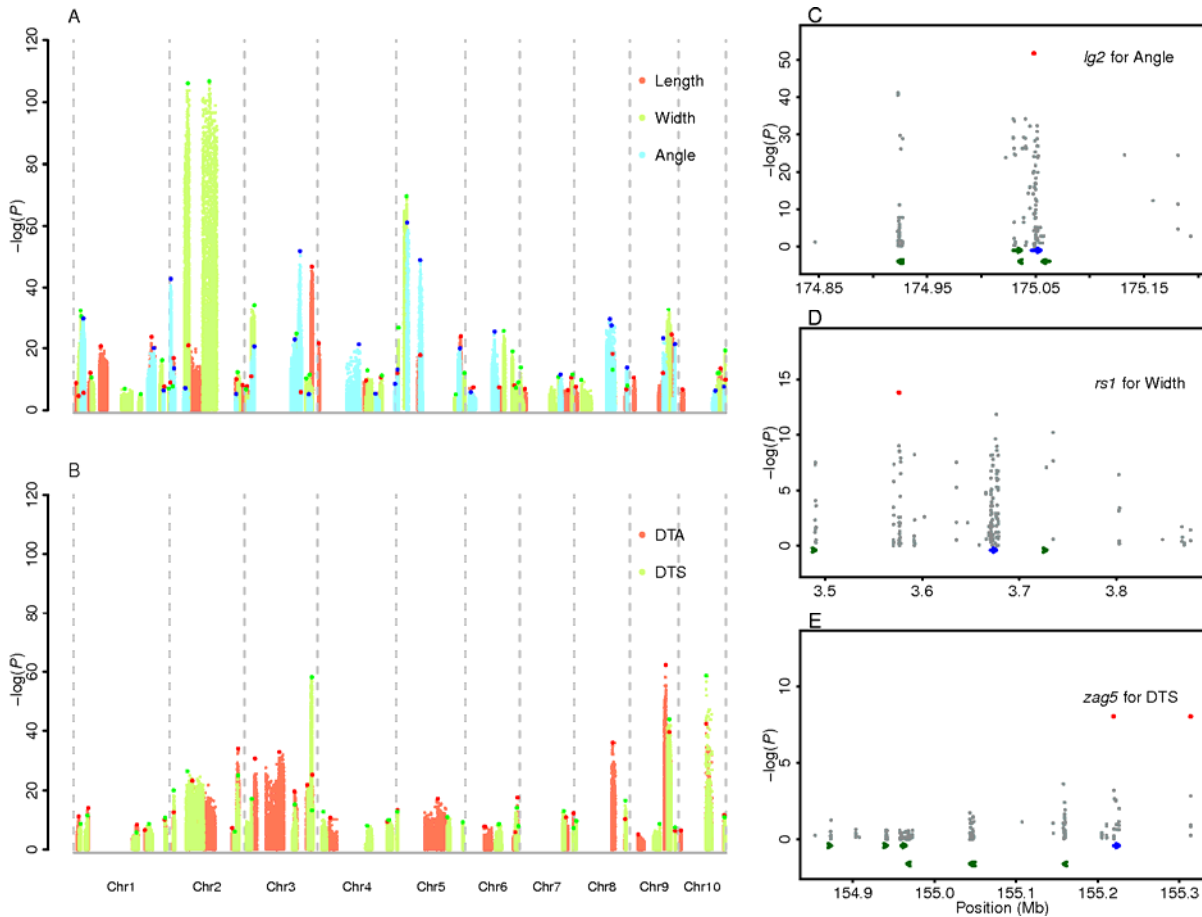 A
120
100
80
60
40
20
0
−log(P)
Length
Width
Angle
B
120
100
80
60
40
20
0
−log(P)
DTA
DTS
Chr1 Chr2 Chr3 Chr4 Chr5 Chr6 Chr7 Chr8 Chr9 Chr10
C
50
40
30
20
10
0
−log(P)
lg2 for Angle
174.85 174.95 175.05 175.15
D
15
10
5
0
−log(P)
rs1 for Width
3.5 3.6 3.7 3.8
E
10
5
0
−log(P)
zag5 for DTS
154.9 155.0 155.1 155.2 155.3
Position (Mb)